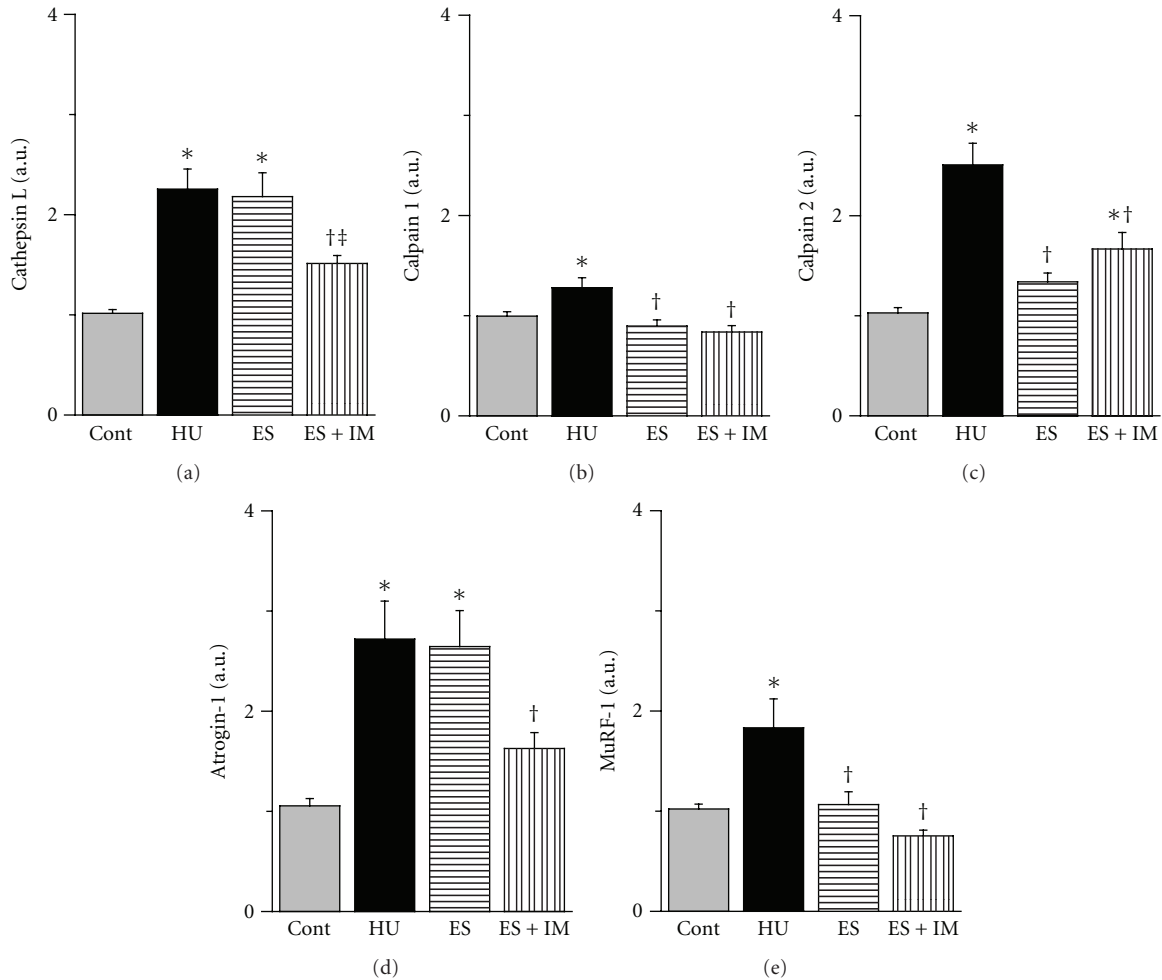 4
2
0
Cathepsin L (a.u.)
*
*
†‡
Cont HU ES ES + IM
(a)
4
2
0
Calpain 1 (a.u.)
*
†
†
Cont HU ES ES + IM
(b)
4
2
0
Calpain 2 (a.u.)
*
†
*†
Cont HU ES ES + IM
(c)
4
2
0
Atrogin-1 (a.u.)
*
*
†
Cont HU ES ES + IM
(d)
4
2
0
MuRF-1 (a.u.)
*
†
†
Cont HU ES ES + IM
(e)